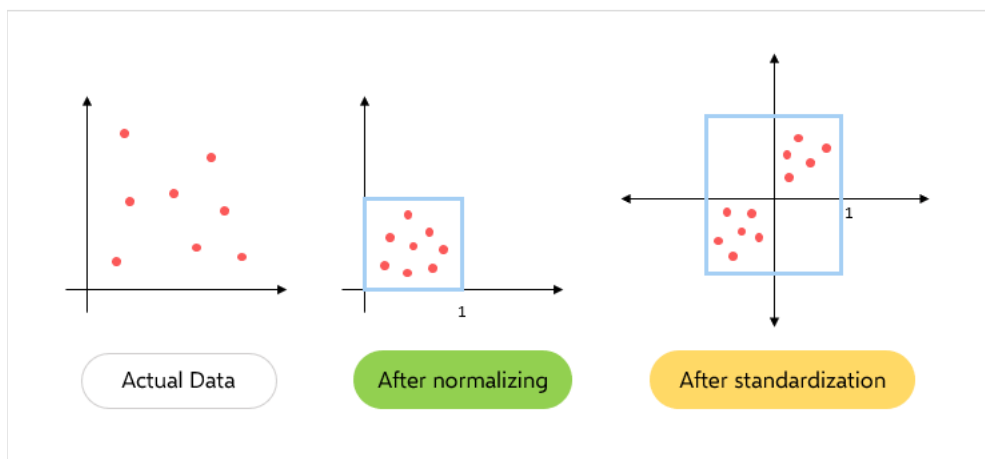 1
1
Actual Data
After normalizing
After standardization